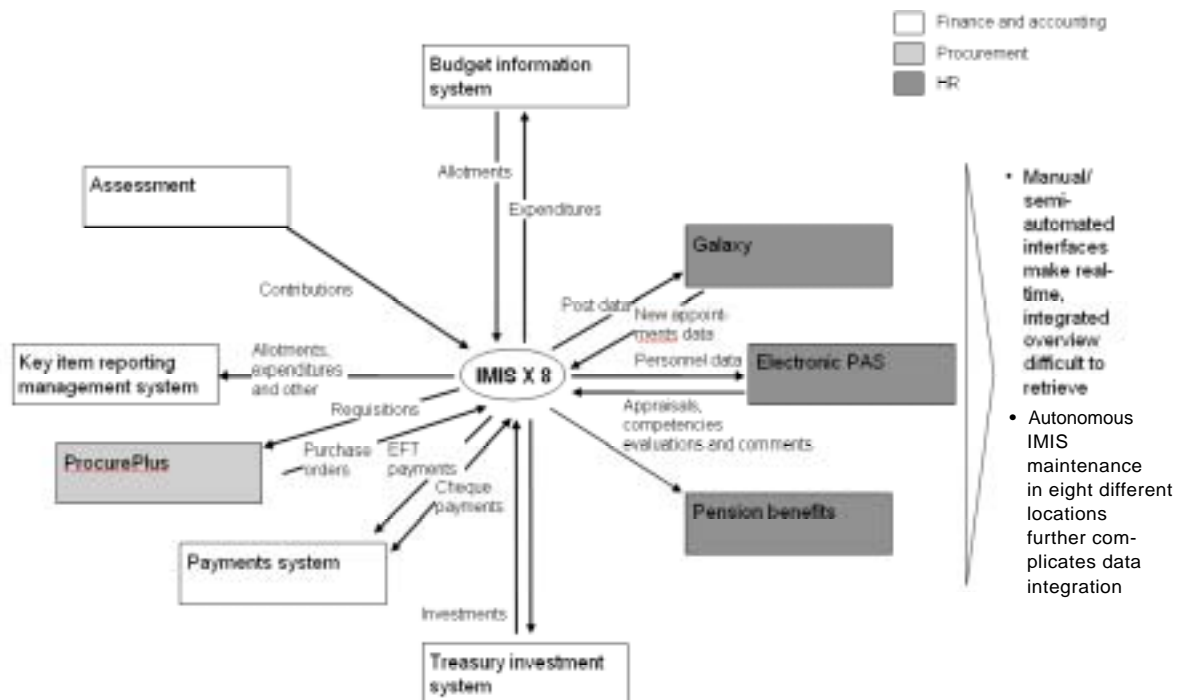 Finance and accounting
Procurement
HR
Budget information
system
Allotments
Expenditures
Assessment
Contributions
Galaxy
Post data
New appoint-
ments data
Personnel data
Electronic PAS
Key item reporting
management system
Allotments,
expenditures
and other
IMIS X 8
Appraisals,
competencies
evaluations and comments
Requisitions
ProcurePlus
Purchase
orders
EFT
payments
Cheque
payments
Pension benefits
Payments system
Investments
Treasury investment
system
• Manual/
semi-
automated
interfaces
make real-
time,
integrated
overview
difficult to
retrieve
• Autonomous
IMIS
maintenance
in eight different
locations
further com-
plicates data
integration